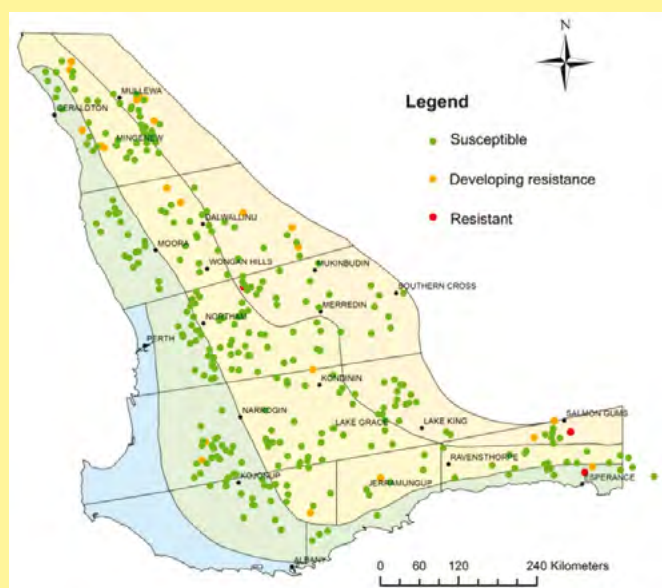 N
MULLEWA
GERALDTON
MINGENEW
Legend
Susceptible
Developing resistance
Resistant
DALWALLINU
MOORA
WONGAN HILLS
MUKINBUDIN
SOUTHERN CROSS
MERREDIN
NORTHAM
PERTH
KONDININ
NARROGIN
LAKE GRACE
LAKE KING
SALMON GUMS
RAVENSTHORPE
KOJONUP
JERRAMUNGUP
ESPERANCE
ALBANY
0 60 120 240 Kilometers